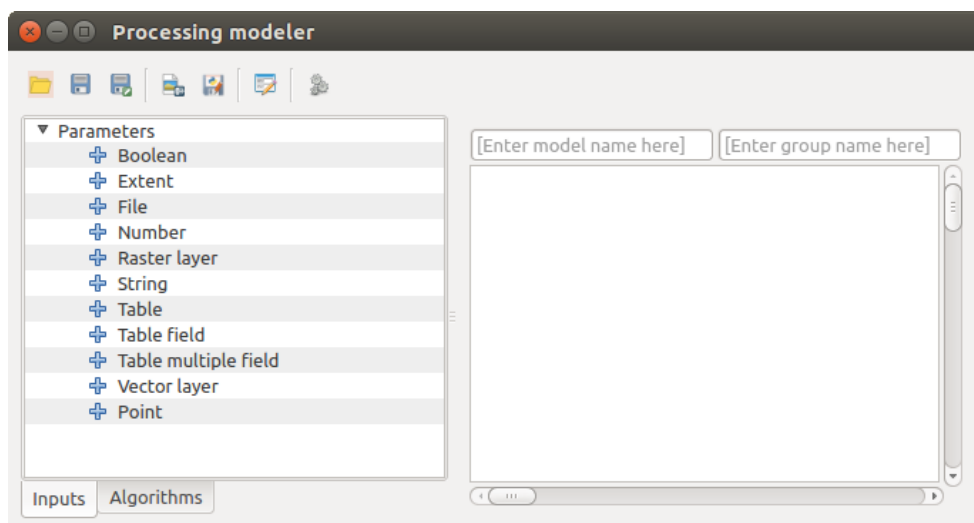 Processing modeler
Parameters
Boolean
Extent
File
Number
Raster layer
String
Table
Table field
Table multiple field
Vector layer
Point
Inputs Algorithms
[Enter model name here] [Enter group name here]